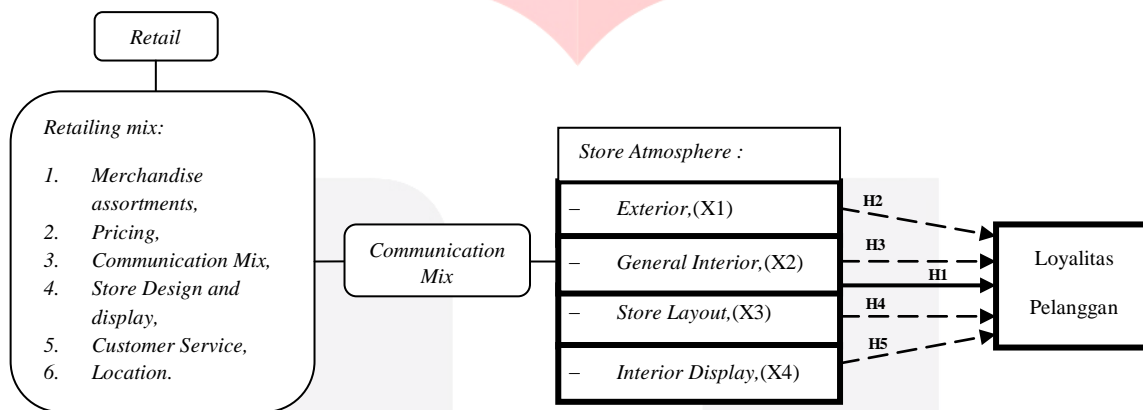 Retail
Retailing mix:
1. Merchandise
assortments,
2. Pricing,
3. Communication Mix,
4. Store Design and
display,
5. Customer Service,
6. Location.
Communication
Mix
Store Atmosphere :
– Exterior,(X1)
– General Interior,(X2)
– Store Layout,(X3)
– Interior Display,(X4)
H2
H3
H1
H4
H5
Loyalitas
Pelanggan